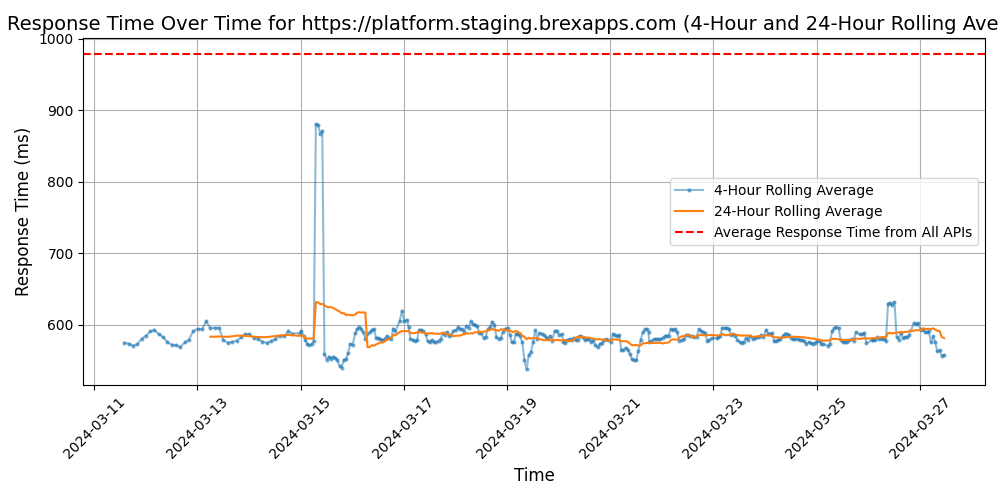 Response Time Over Time for https://platform.staging.brexapps.com (4-Hour and 24-Hour Rolling Ave
1000
900
800
700
600
Response Time (ms)
4-Hour Rolling Average
24-Hour Rolling Average
Average Response Time from All APIs
2024-03-11
2024-03-13
2024-03-15
2024-03-17
2024-03-19
2024-03-21
2024-03-23
2024-03-25
2024-03-27
Time